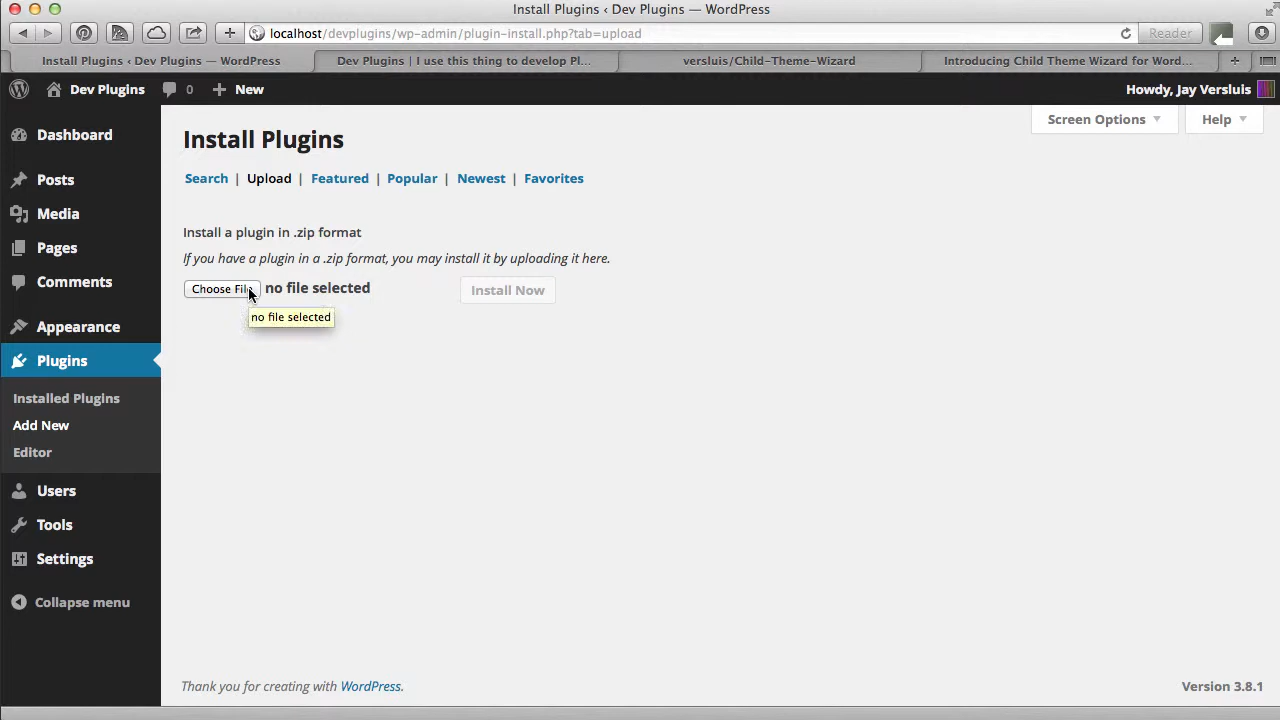 Install Plugins ‹ Dev Plugins — WordPress
localhost/devplugins/wp-admin/plugin-install.php?tab=upload
Reader
Install Plugins ‹ Dev Plugins — WordPress
Dev Plugins | I use this thing to develop Pl...
versluis/Child-Theme-Wizard
Introducing Child Theme Wizard for Word...
Dev Plugins
0
New
Howdy, Jay Versluis
Screen Options
Help
Dashboard
Posts
Media
Pages
Comments
Appearance
Plugins
Installed Plugins
Add New
Editor
Users
Tools
Settings
Collapse menu
Install Plugins
Search | Upload | Featured | Popular | Newest | Favorites
Install a plugin in .zip format
If you have a plugin in a .zip format, you may install it by uploading it here.
Choose File no file selected
Install Now
no file selected
Thank you for creating with WordPress.
Version 3.8.1